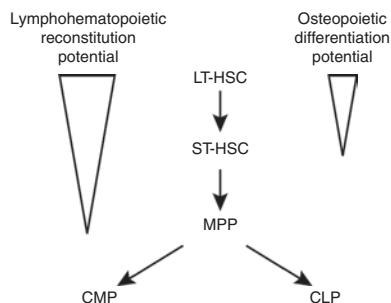 Lymphohematopoietic
reconstitution
potential
Osteopoietic
differentiation
potential
LT-HSC
ST-HSC
MPP
CMP
CLP